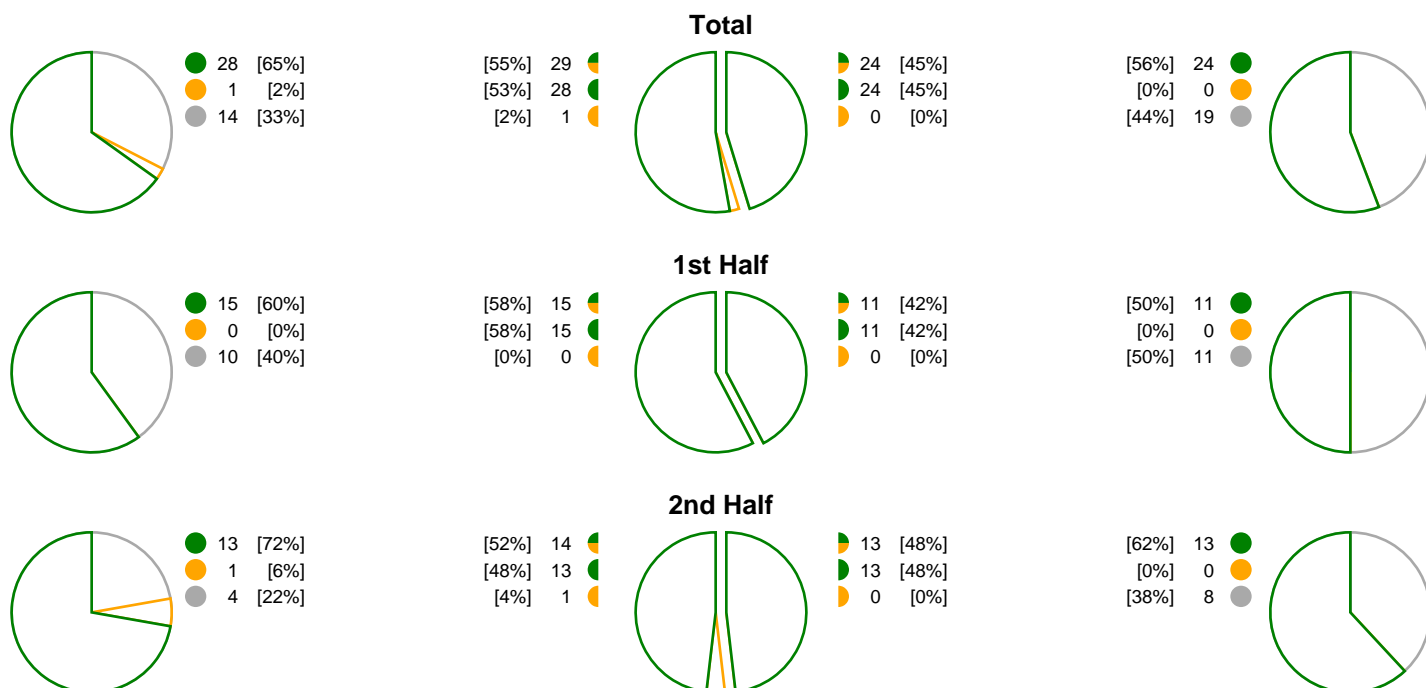 Total
28 [65%] [55%] 29 24 [45%] [56%] 24
1 [2%] [53%] 28 24 [45%] [0%] 0
14 [33%] [2%] 1 0 [0%] [44%] 19
1st Half
15 [60%] [58%] 15 11 [42%] [50%] 11
0 [0%] [58%] 15 11 [42%] [0%] 0
10 [40%] [0%] 0 0 [0%] [50%] 11
2nd Half
13 [72%] [52%] 14 13 [48%] [62%] 13
1 [6%] [48%] 13 13 [48%] [0%] 0
4 [22%] [4%] 1 0 [0%] [38%] 8